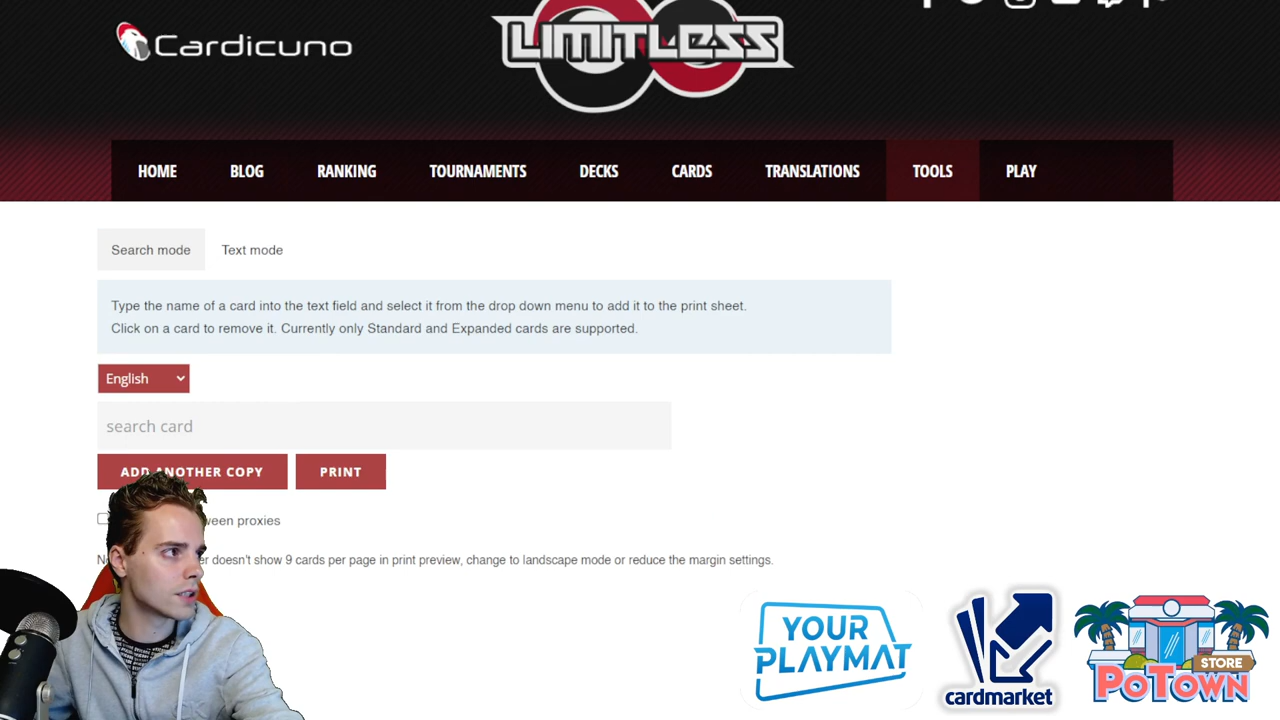 Cardicuno
LIMITLESS
HOME BLOG RANKING TOURNAMENTS DECKS CARDS TRANSLATIONS TOOLS PLAY
Search mode Text mode
Type the name of a card into the text field and select it from the drop down menu to add it to the print sheet.
Click on a card to remove it. Currently only Standard and Expanded cards are supported.
English
search card
ADD ANOTHER COPY PRINT
ween proxies
er doesn't show 9 cards per page in print preview, change to landscape mode or reduce the margin settings.
YOUR
PLAYMAT
cardmarket
STORE
POTOWN